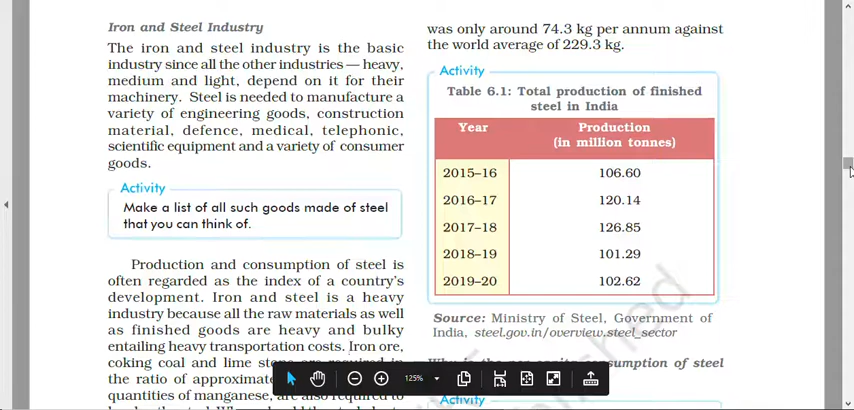 Iron and Steel Industry
The iron and steel industry is the basic
industry since all the other industries — heavy,
medium and light, depend on it for their
machinery. Steel is needed to manufacture a
variety of engineering goods, construction
material, defence, medical, telephonic,
scientific equipment and a variety of consumer
goods.
Activity
Make a list of all such goods made of steel
that you can think of.
Production and consumption of steel is
often regarded as the index of a country's
development. Iron and steel is a heavy
industry because all the raw materials as well
as finished goods are heavy and bulky
entailing heavy transportation costs. Iron ore,
coking coal and lime stone are required in
the ratio of approximate
quantities of manganese, are also required to
was only around 74.3 kg per annum against
the world average of 229.3 kg.
Activity
Table 6.1: Total production of finished
steel in India
Year Production
(in million tonnes)
2015–16 106.60
2016–17 120.14
2017–18 126.85
2018–19 101.29
2019–20 102.62
Source: Ministry of Steel, Government of
India, steel.gov.in/overview.steel_sector
Why is the per capita consumption of steel
125%
Activity